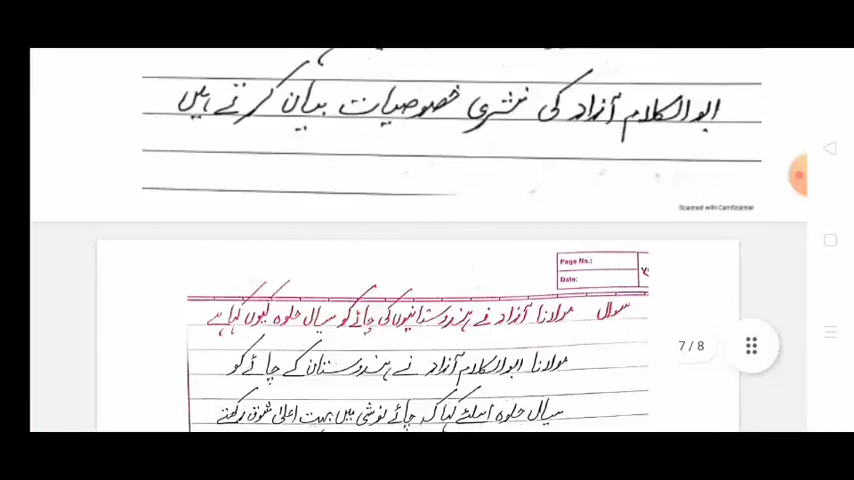 ابوالکلام آزاد کی نثری خصوصیات بیان کرتے ہیں
Scanned with CamScanner
Page No.:
Date:
سوال مولانا آزاد نے ہندوستانیوں کی چائے کو سیال حلوہ کیوں کہا ہے
مولانا ابوالکلام آزاد نے ہندوستان کے چائے کو
7 / 8
سیال حلوہ اسلئے کہا کہ چائے نوشی میں بہت اعلیٰ شوق رکھتے